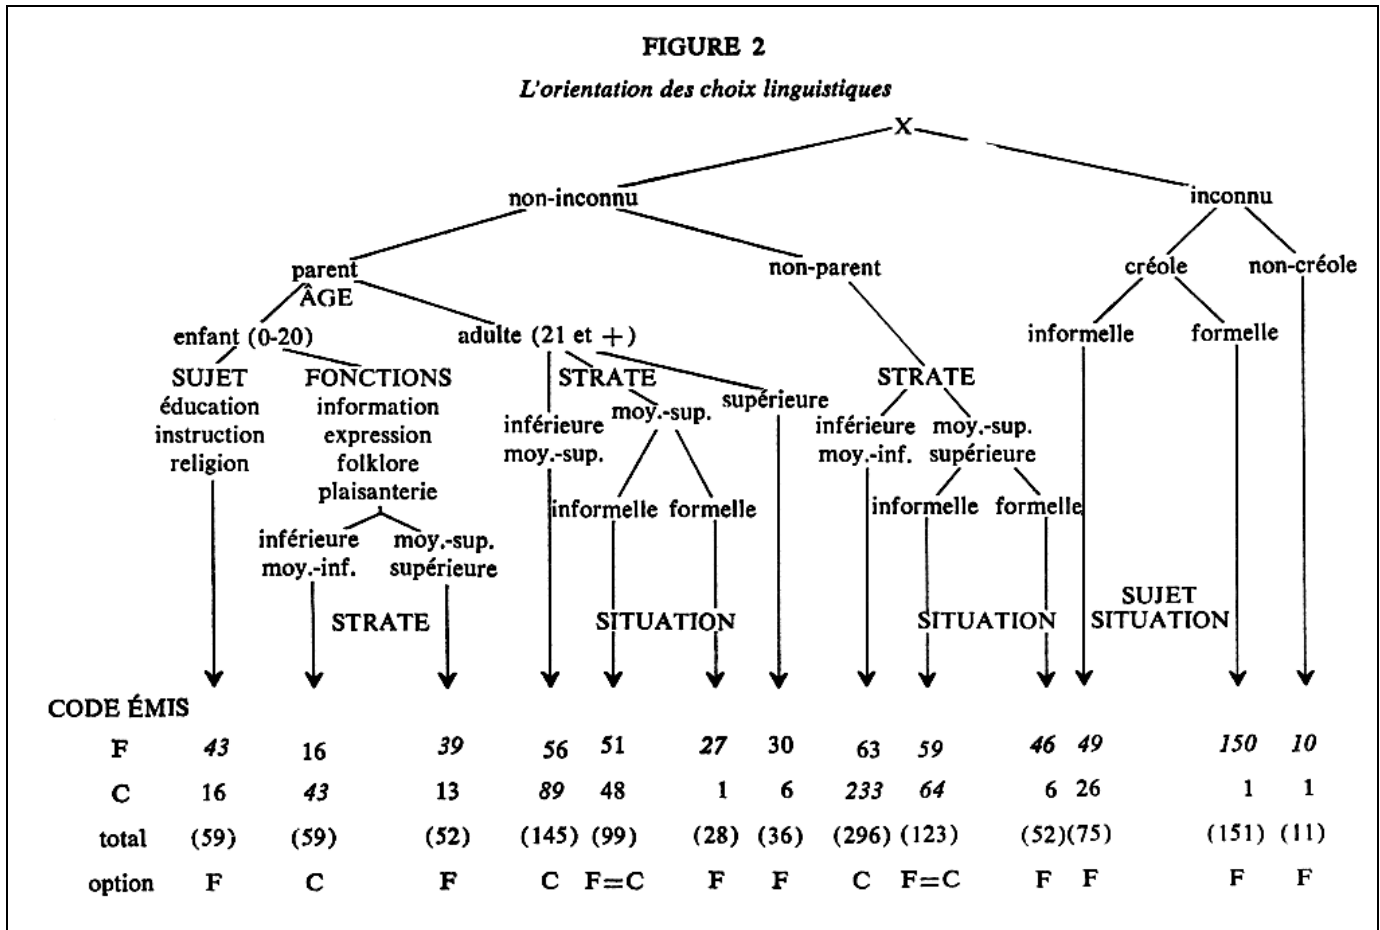 FIGURE 2
L'orientation des choix linguistiques
X
non-inconnu inconnu
parent non-parent créole non-créole
ÂGE
enfant (0-20) adulte (21 et +) informelle formelle
SUJET FONCTIONS STRATE STRATE
éducation information inférieure moy.-sup. supérieure inférieure moy.-sup.
instruction expression moy.-sup. moy.-inf. supérieure
religion folklore
plaisanterie
informelle formelle informelle formelle
inférieure moy.-sup.
moy.-inf. supérieure
STRATE SITUATION SITUATION SUJET
SITUATION
CODE ÉMIS
F 43 16 39 56 51 27 30 63 59 46 49 150 10
C 16 43 13 89 48 1 6 233 64 6 26 1 1
total (59) (59) (52) (145) (99) (28) (36) (296) (123) (52) (75) (151) (11)
option F C F C F=C F F C F=C F F F F